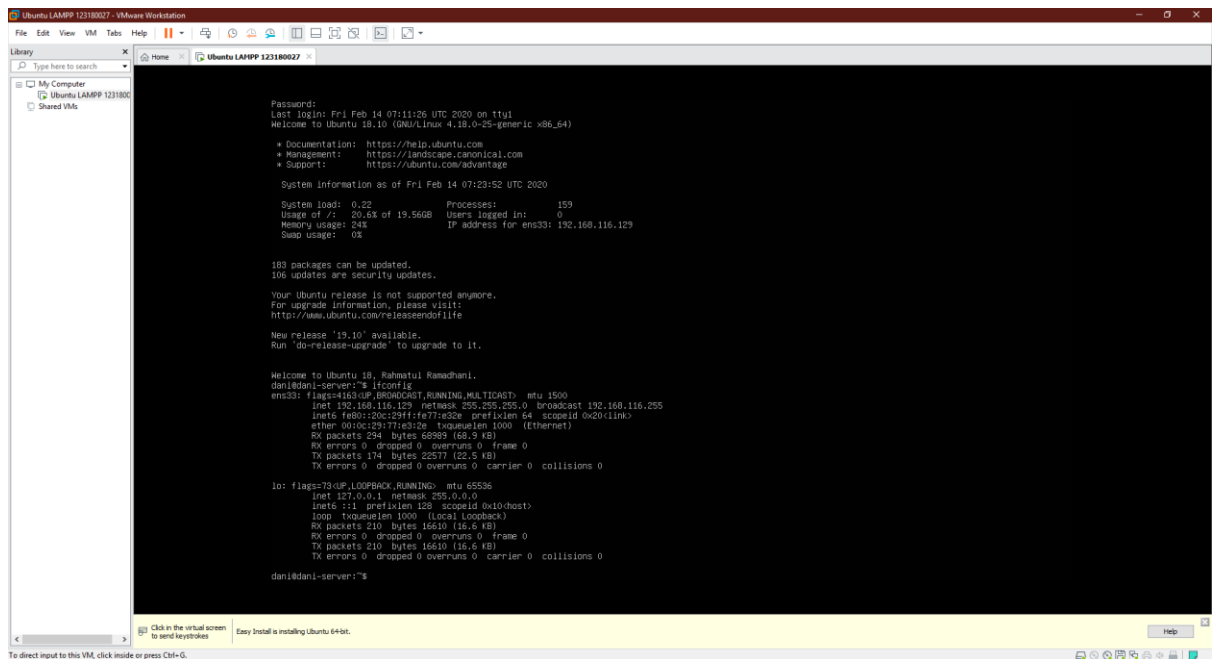 Ubuntu LAMPP 123180027 - VMware Workstation
File Edit View VM Tabs Help
Library
Type here to search
My Computer
Ubuntu LAMPP 1231800
Shared VMs
Home
Ubuntu LAMPP 123180027
Password:
Last login: Fri Feb 14 07:11:26 UTC 2020 on tty1
Welcome to Ubuntu 18.10 (GNU/Linux 4.18.0-25-generic x86_64)
* Documentation: https://help.ubuntu.com
* Management: https://landscape.canonical.com
* Support: https://ubuntu.com/advantage
System information as of Fri Feb 14 07:23:52 UTC 2020
System load: 0.22 Processes: 159
Usage of /: 20.6% of 19.56GB Users logged in: 0
Memory usage: 24% IP address for ens33: 192.168.116.129
Swap usage: 0%
183 packages can be updated.
106 updates are security updates.
Your Ubuntu release is not supported anymore.
For upgrade information, please visit:
http://www.ubuntu.com/releaseendoflife
New release '19.10' available.
Run 'do-release-upgrade' to upgrade to it.
Welcome to Ubuntu 18, Rahmatul Ramadhani.
dani@dani-server:~$ ifconfig
ens33: flags=4163<UP,BROADCAST,RUNNING,MULTICAST> mtu 1500
inet 192.168.116.129 netmask 255.255.255.0 broadcast 192.168.116.255
inet6 fe80::20c:29ff:fe77:e32e prefixlen 64 scopeid 0x20<link>
ether 00:0c:29:77:e3:2e txqueuelen 1000 (Ethernet)
RX packets 294 bytes 68989 (68.9 KB)
RX errors 0 dropped 0 overruns 0 frame 0
TX packets 174 bytes 22577 (22.5 KB)
TX errors 0 dropped 0 overruns 0 carrier 0 collisions 0
lo: flags=73<UP,LOOPBACK,RUNNING> mtu 65536
inet 127.0.0.1 netmask 255.0.0.0
inet6 ::1 prefixlen 128 scopeid 0x10<host>
loop txqueuelen 1000 (Local Loopback)
RX packets 210 bytes 16610 (16.6 KB)
RX errors 0 dropped 0 overruns 0 frame 0
TX packets 210 bytes 16610 (16.6 KB)
TX errors 0 dropped 0 overruns 0 carrier 0 collisions 0
dani@dani-server:~$
Click in the virtual screen
to send keystrokes
Easy Install is installing Ubuntu 64-bit.
Help
To direct input to this VM, click inside or press Ctrl+G.